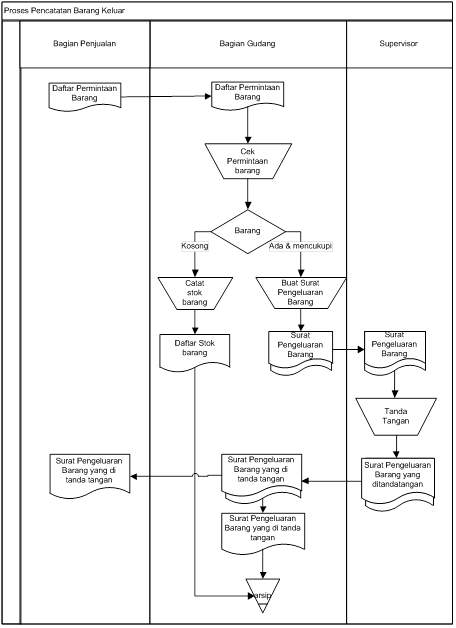 Proses Pencatatan Barang Keluar
Bagian Penjualan
Bagian Gudang
Supervisor
Daftar Permintaan
Barang
Daftar Permintaan
Barang
Cek
Permintaan
barang
Barang
Kosong
Ada & mencukupi
Catat
stok
barang
Buat Surat
Pengeluaran
Barang
Daftar Stok
barang
Surat
Pengeluaran
Barang
Surat
Pengeluaran
Barang
Tanda
Tangan
Surat Pengeluaran
Barang yang di
tanda tangan
Surat Pengeluaran
Barang yang di
tanda tangan
Surat Pengeluaran
Barang yang
ditandatangan
Surat Pengeluaran
Barang yang di tanda
tangan
arsip